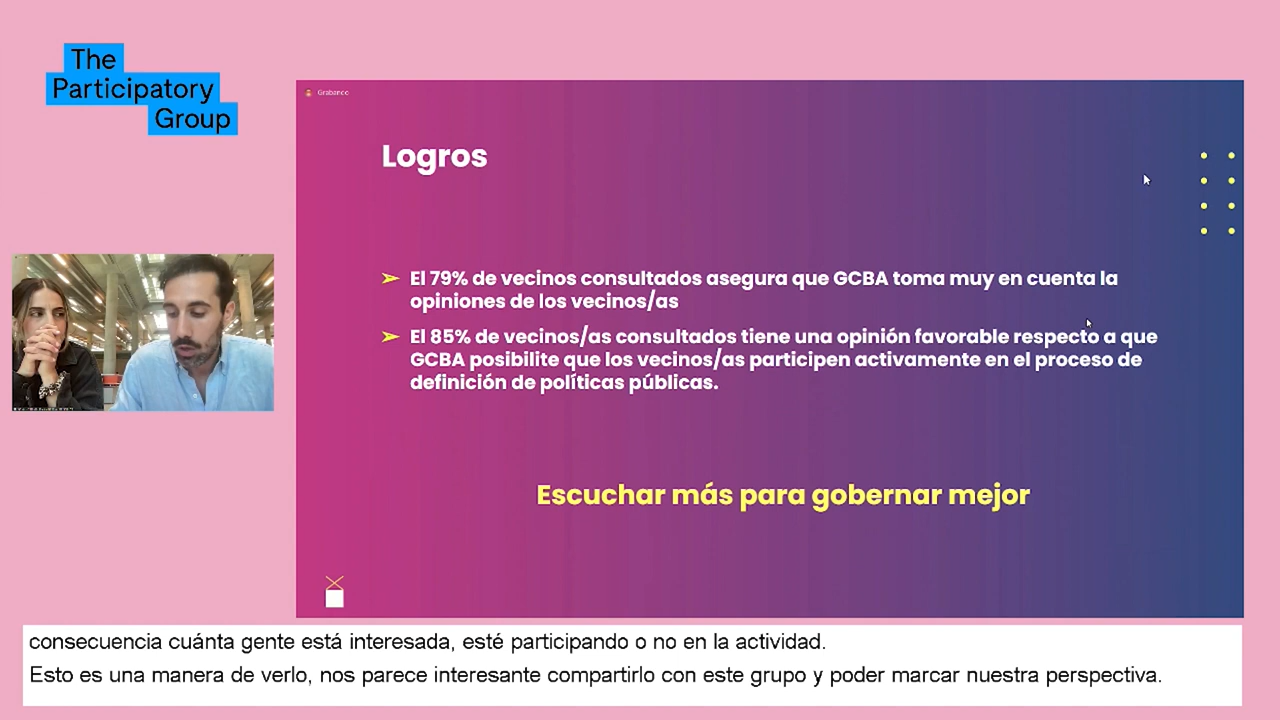 The
Participatory
Group
Grabando
Logros
➢ El 79% de vecinos consultados asegura que GCBA toma muy en cuenta la
opiniones de los vecinos/as
➢ El 85% de vecinos/as consultados tiene una opinión favorable respecto a que
GCBA posibilite que los vecinos/as participen activamente en el proceso de
definición de políticas públicas.
Escuchar más para gobernar mejor
consecuencia cuánta gente está interesada, esté participando o no en la actividad.
Esto es una manera de verlo, nos parece interesante compartirlo con este grupo y poder marcar nuestra perspectiva.